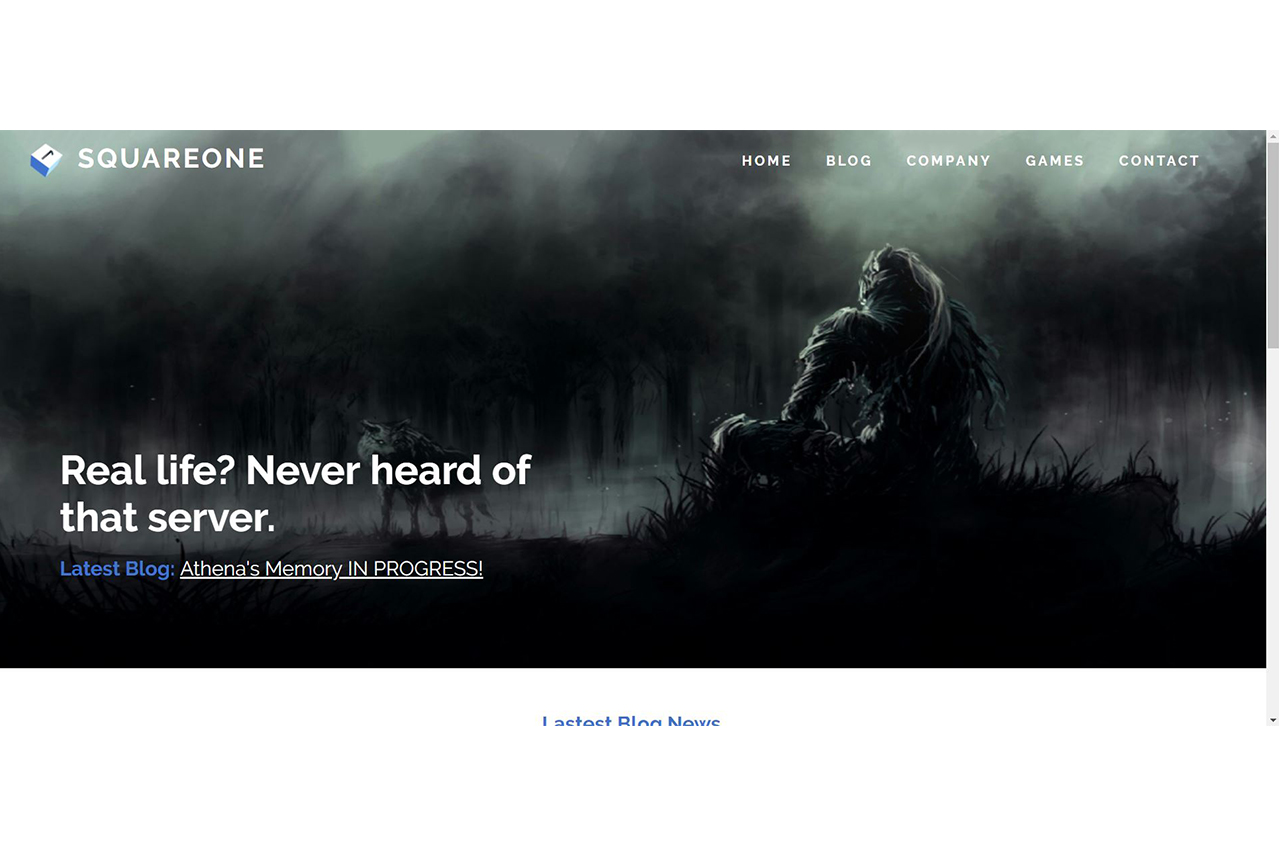 SQUAREONE
HOME BLOG COMPANY GAMES CONTACT
Real life? Never heard of
that server.
Latest Blog: Athena's Memory IN PROGRESS!
Lastest Blog News